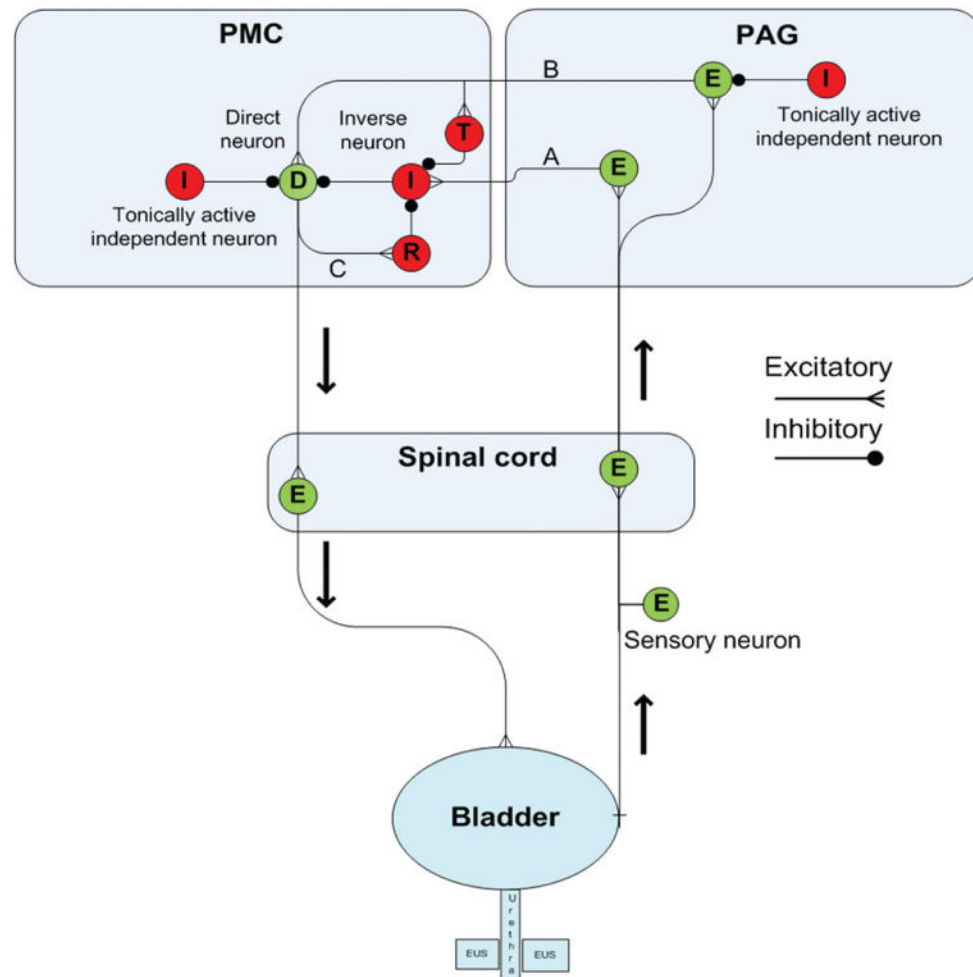 PMC
PAG
B
E
I
Direct
neuron
Inverse
neuron
T
Tonically active
independent neuron
A
E
I
D
I
Tonically active
independent neuron
R
C
Excitatory
Inhibitory
Spinal cord
E
E
E
Sensory neuron
Bladder
Urethra
EUS
EUS